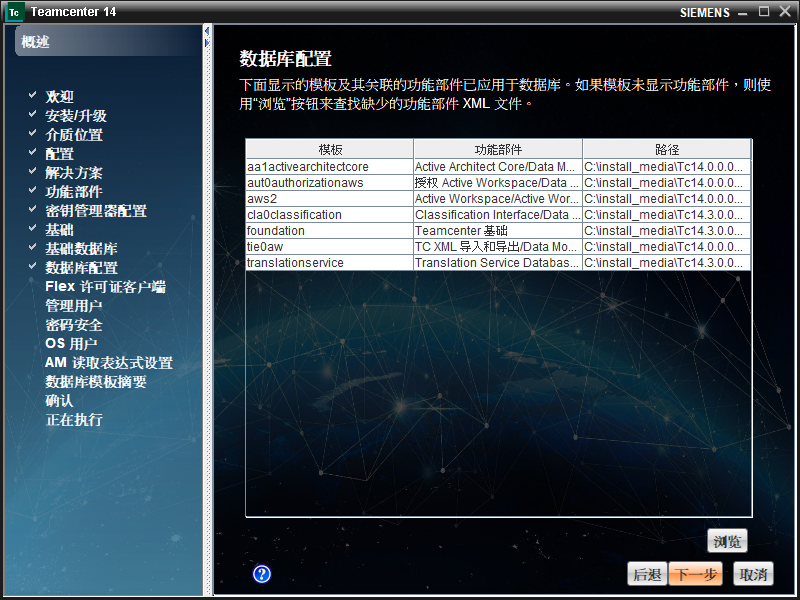 Tc Teamcenter 14
SIEMENS
概述
欢迎
安装/升级
介质位置
配置
解决方案
功能部件
密钥管理器配置
基础
基础数据库
数据库配置
Flex 许可证客户端
管理用户
密码安全
OS 用户
AM 读取表达式设置
数据库模板摘要
确认
正在执行
数据库配置
下面显示的模板及其关联的功能部件已应用于数据库。如果模板未显示功能部件，则使
用"浏览"按钮来查找缺少的功能部件 XML 文件。
模板 功能部件 路径
aa1activearchitectcore Active Architect Core/Data M... C:\install_media\Tc14.0.0.0...
aut0authorizationaws 授权 Active Workspace/Data ... C:\install_media\Tc14.0.0.0...
aws2 Active Workspace/Active Wor... C:\install_media\Tc14.0.0.0...
cla0classification Classification Interface/Data ... C:\install_media\Tc14.3.0.0...
foundation Teamcenter 基础 C:\install_media\Tc14.3.0.0...
tie0aw TC XML 导入和导出/Data Mo... C:\install_media\Tc14.0.0.0...
translationservice Translation Service Databas... C:\install_media\Tc14.3.0.0...
浏览
?
后退 下一步 取消